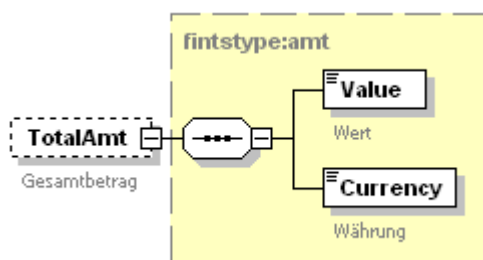 fintstype:amt
Value
Wert
TotalAmt
Gesamtbetrag
Currency
Währung